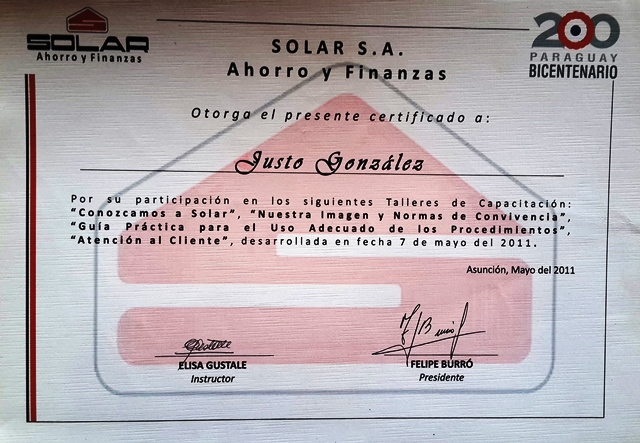 SOLAR
Ahorro y Finanzas
200
PARAGUAY
BICENTENARIO
SOLAR S.A.
Ahorro y Finanzas
Otorga el presente certificado a:
Justo González
Por su participación en los siguientes Talleres de Capacitación:
"Conozcamos a Solar", "Nuestra Imagen y Normas de Convivencia",
"Guía Práctica para el Uso Adecuado de los Procedimientos",
"Atención al Cliente", desarrollada en fecha 7 de mayo del 2011.
Asunción, Mayo del 2011
ELISA GUSTALE
Instructor
FELIPE BURRÓ
Presidente